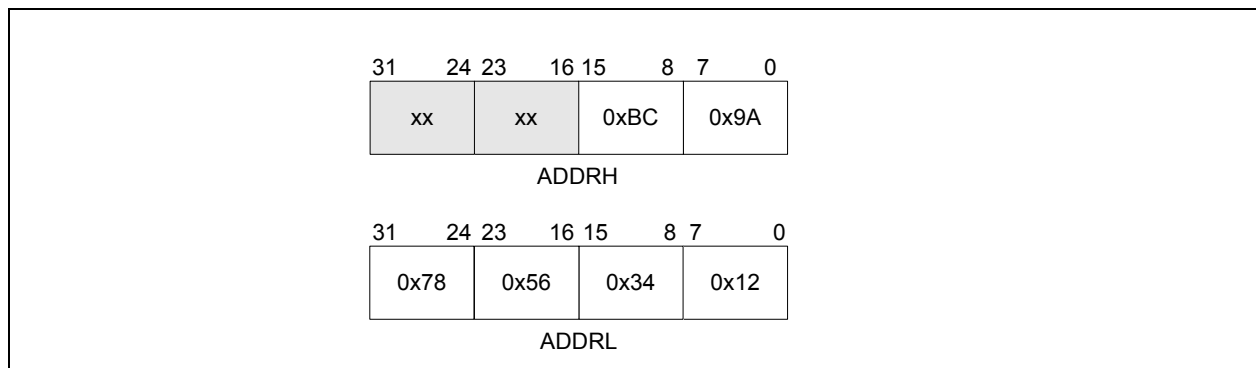 31 24 23 16 15 8 7 0
xx xx 0xBC 0x9A
ADDRH
31 24 23 16 15 8 7 0
0x78 0x56 0x34 0x12
ADDRL